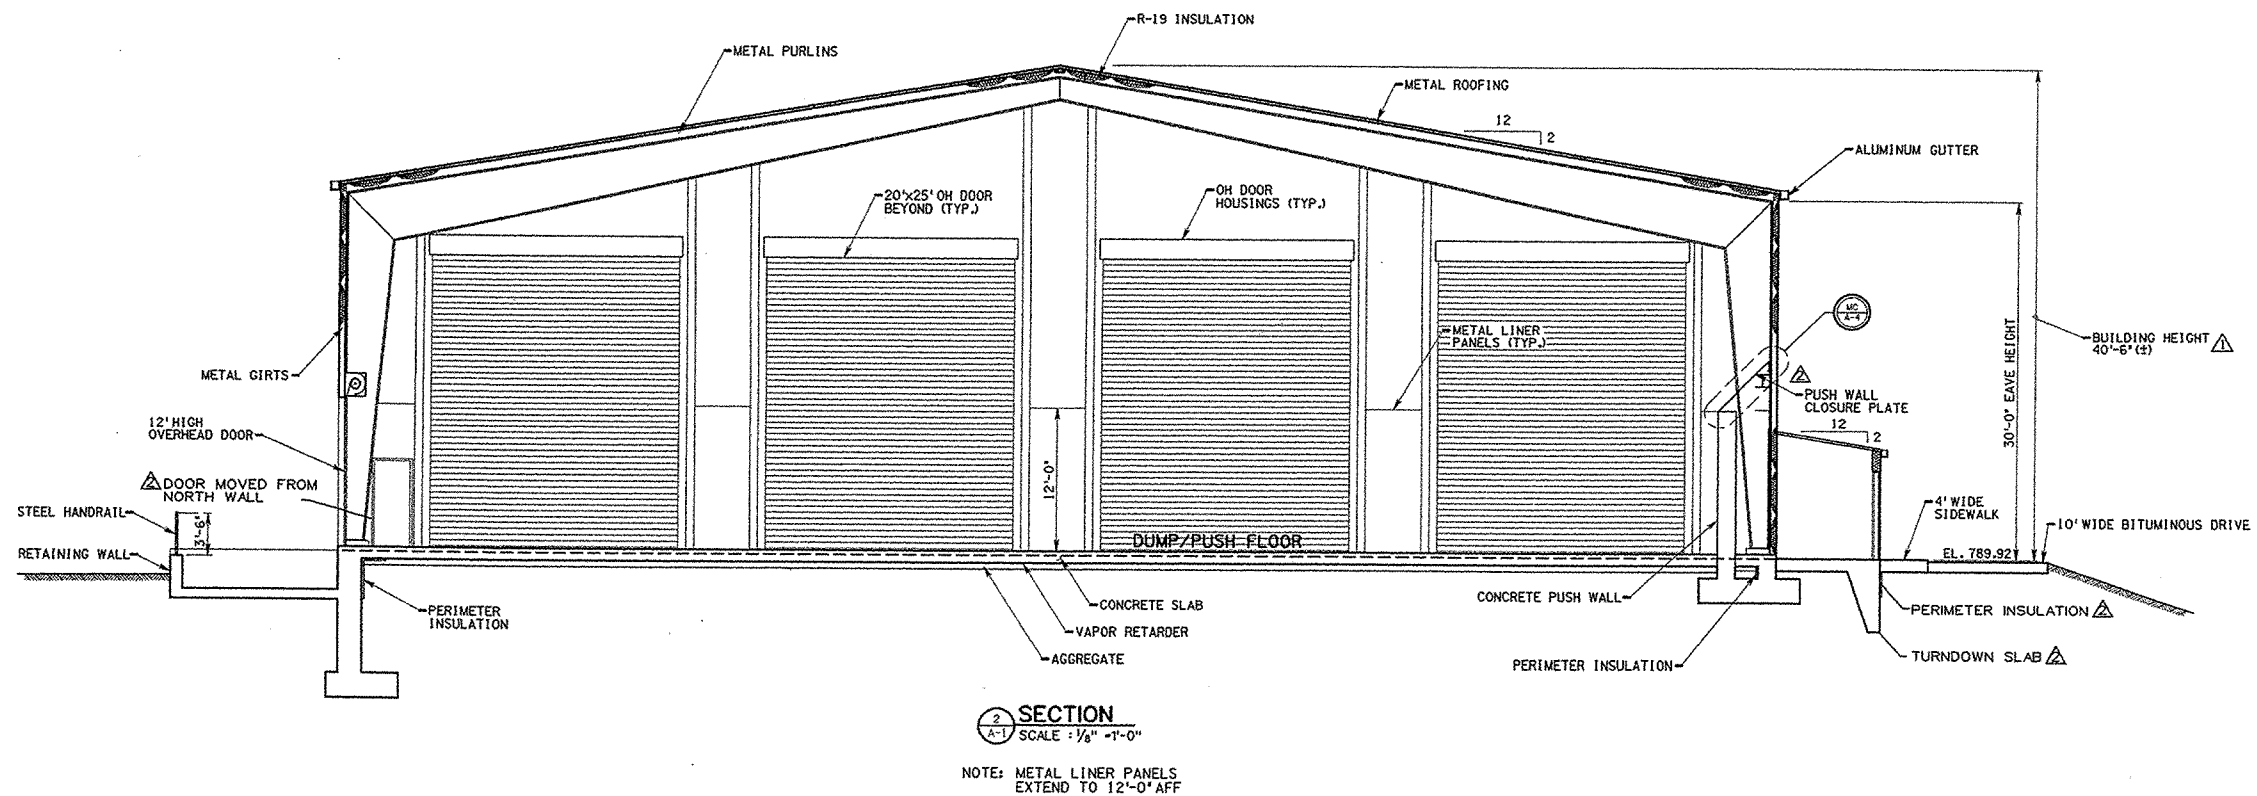 R-19 INSULATION
METAL PURLINS
METAL ROOFING
12
2
ALUMINUM GUTTER
20'x25' OH DOOR
BEYOND (TYP.)
OH DOOR
HOUSINGS (TYP.)
MC
A-4
METAL LINER
PANELS (TYP.)
30'-0" EAVE HEIGHT
BUILDING HEIGHT 1
40'-6" (±)
METAL GIRTS
2
PUSH WALL
CLOSURE PLATE
12' HIGH
OVERHEAD DOOR
12
2
12'-0"
2 DOOR MOVED FROM
NORTH WALL
STEEL HANDRAIL
3'-6"
4' WIDE
SIDEWALK
10' WIDE BITUMINOUS DRIVE
RETAINING WALL
DUMP/PUSH FLOOR
EL. 789.92
PERIMETER
INSULATION
CONCRETE SLAB
CONCRETE PUSH WALL
PERIMETER INSULATION 2
VAPOR RETARDER
AGGREGATE
PERIMETER INSULATION
TURNDOWN SLAB 2
2
A-1
SECTION
SCALE : 1/8" =1'-0"
NOTE: METAL LINER PANELS
EXTEND TO 12'-0" AFF